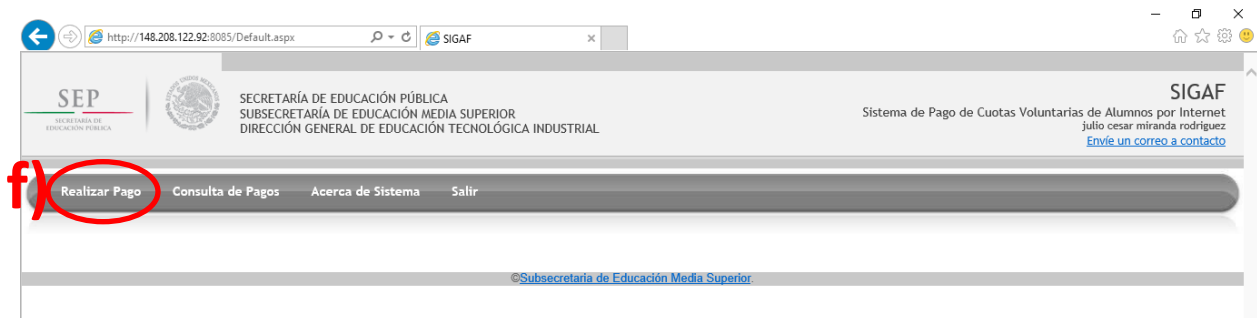 http://148.208.122.92:8085/Default.aspx
SIGAF
SEP
SECRETARÍA DE
EDUCACIÓN PÚBLICA
SECRETARÍA DE EDUCACIÓN PÚBLICA
SUBSECRETARÍA DE EDUCACIÓN MEDIA SUPERIOR
DIRECCIÓN GENERAL DE EDUCACIÓN TECNOLÓGICA INDUSTRIAL
SIGAF
Sistema de Pago de Cuotas Voluntarias de Alumnos por Internet
julio cesar miranda rodriguez
Envíe un correo a contacto
f) Realizar Pago Consulta de Pagos Acerca de Sistema Salir
©Subsecretaria de Educación Media Superior.